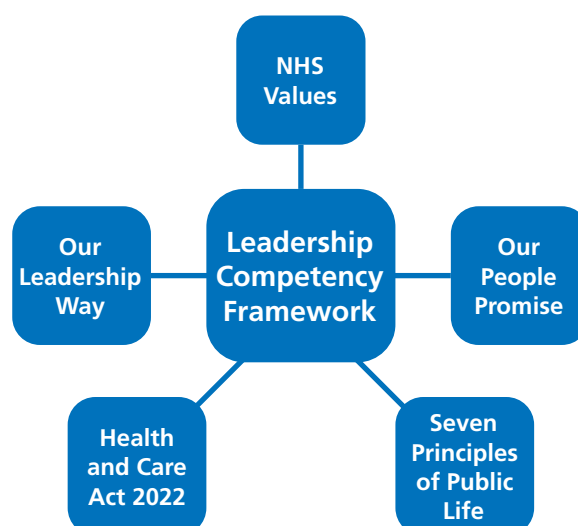 NHS
Values
Our
Leadership
Way
Leadership
Competency
Framework
Our
People
Promise
Health
and Care
Act 2022
Seven
Principles
of Public
Life